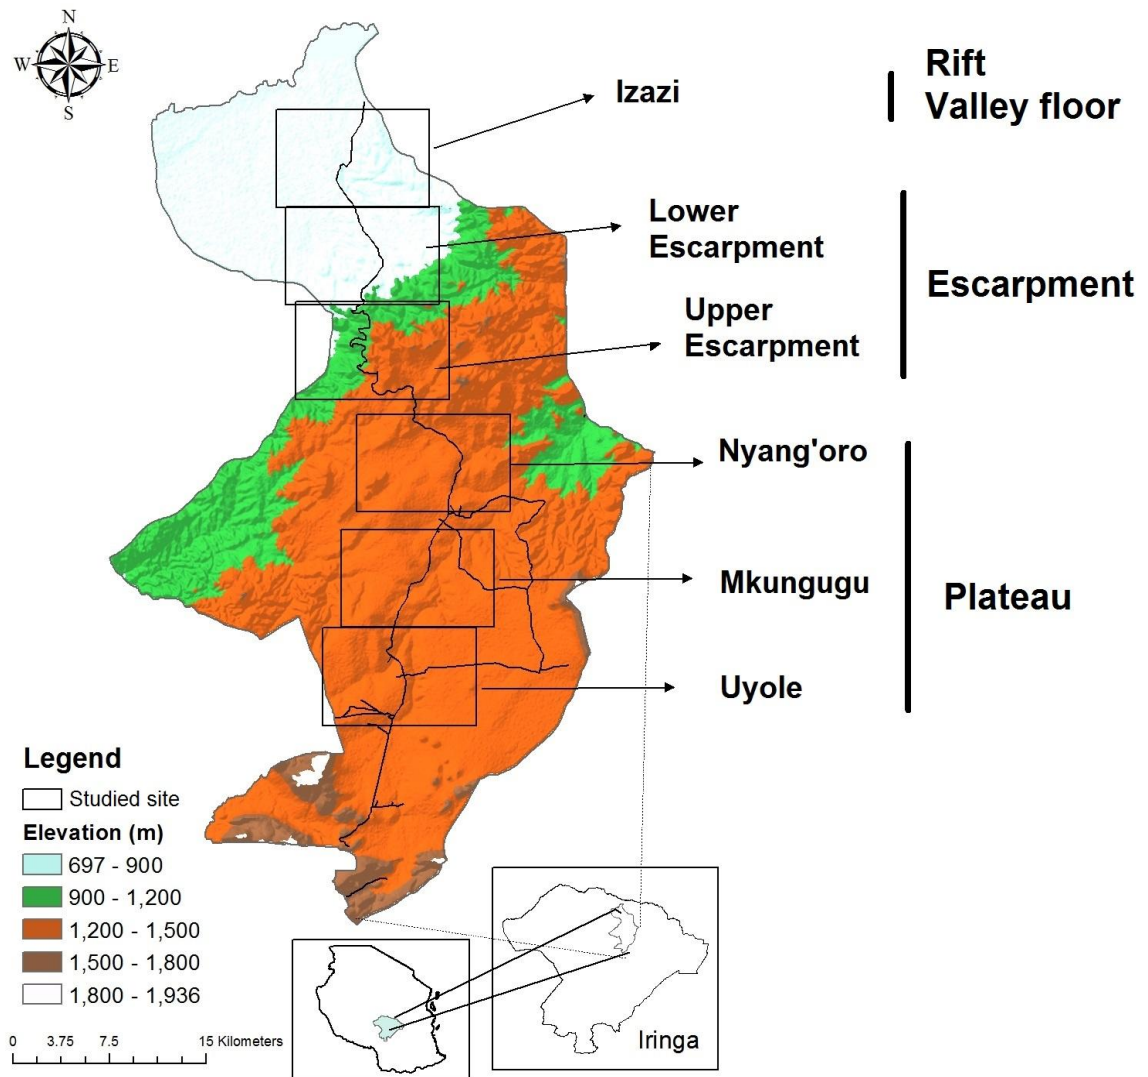 N
W
E
S
Izazi
Rift
Valley floor
Lower
Escarpment
Escarpment
Upper
Escarpment
Nyang'oro
Mkungugu
Plateau
Uyole
Legend
Studied site
Elevation (m)
697 - 900
900 - 1,200
1,200 - 1,500
1,500 - 1,800
1,800 - 1,936
0 3.75 7.5 15 Kilometers
Iringa